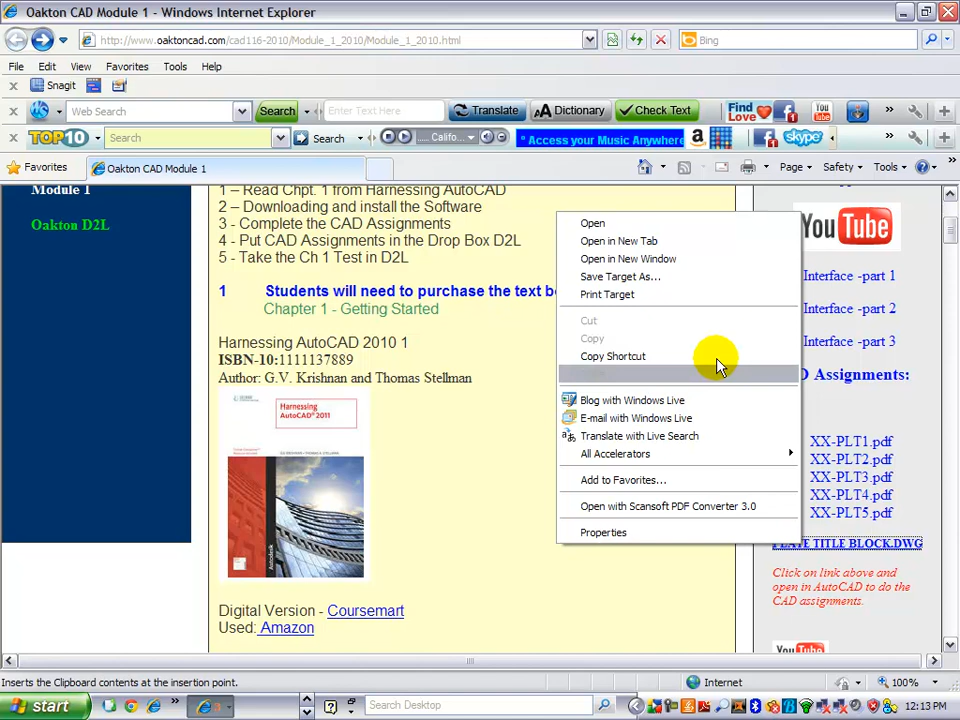 Oakton CAD Module 1 - Windows Internet Explorer
http://www.oaktoncad.com/cad116-2010/Module_1_2010/Module_1_2010.html
Bing
File Edit View Favorites Tools Help
x Snagit
x Web Search Search Enter Text Here Translate Dictionary Check Text Find Love You Tube »
x TOP10 Search Search ..... Califo... * Access your Music Anywhere skype »
Favorites Oakton CAD Module 1 Page Safety Tools »
Module 1
Oakton D2L
1 – Read Chpt. 1 from Harnessing AutoCAD
2 – Downloading and install the Software
3 - Complete the CAD Assignments
4 - Put CAD Assignments in the Drop Box D2L
5 - Take the Ch 1 Test in D2L
1 Students will need to purchase the text be
Chapter 1 - Getting Started
Harnessing AutoCAD 2010 1
ISBN-10:1111137889
Author: G.V. Krishnan and Thomas Stellman
Harnessing
AutoCAD 2011
Digital Version - Coursemart
Used: Amazon
Open
Open in New Tab
Open in New Window
Save Target As...
Print Target
Cut
Copy
Copy Shortcut
Blog with Windows Live
E-mail with Windows Live
Translate with Live Search
All Accelerators
Add to Favorites...
Open with Scansoft PDF Converter 3.0
Properties
YouTube
Interface -part 1
Interface -part 2
Interface -part 3
D Assignments:
XX-PLT1.pdf
XX-PLT2.pdf
XX-PLT3.pdf
XX-PLT4.pdf
XX-PLT5.pdf
PLATE TITLE BLOCK.DWG
Click on link above and
open in AutoCAD to do the
CAD assignments.
You
Inserts the Clipboard contents at the insertion point. Internet 100%
start » Search Desktop 12:13 PM